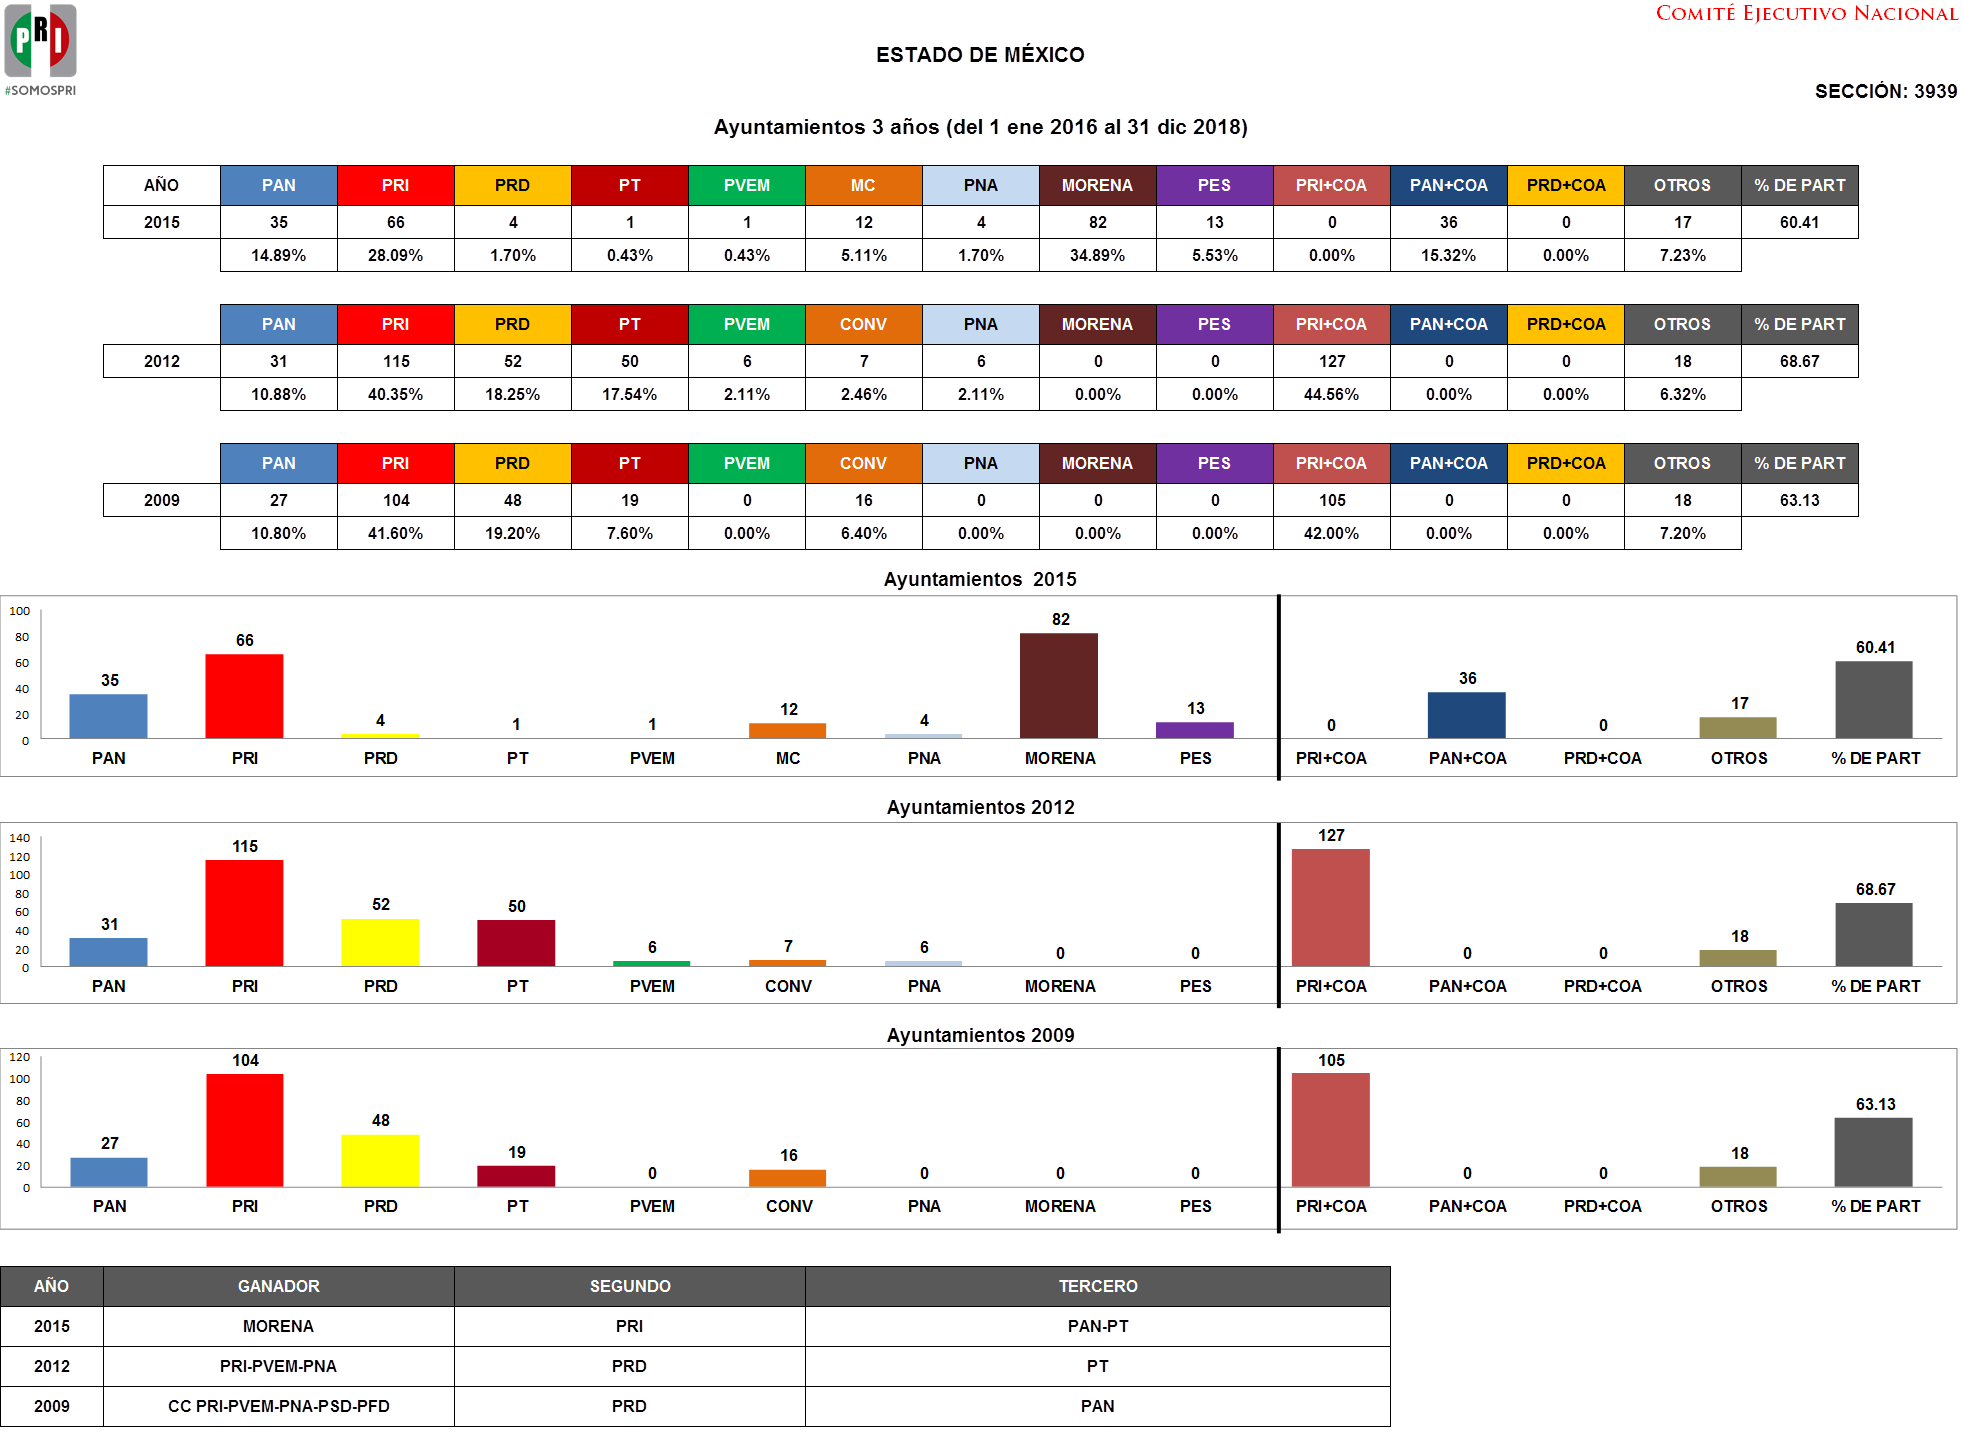 PRI
#SOMOSPRI
COMITÉ EJECUTIVO NACIONAL
ESTADO DE MÉXICO
SECCIÓN: 3939
Ayuntamientos 3 años (del 1 ene 2016 al 31 dic 2018)
AÑO PAN PRI PRD PT PVEM MC PNA MORENA PES PRI+COA PAN+COA PRD+COA OTROS % DE PART
2015 35 66 4 1 1 12 4 82 13 0 36 0 17 60.41
14.89% 28.09% 1.70% 0.43% 0.43% 5.11% 1.70% 34.89% 5.53% 0.00% 15.32% 0.00% 7.23%
PAN PRI PRD PT PVEM CONV PNA MORENA PES PRI+COA PAN+COA PRD+COA OTROS % DE PART
2012 31 115 52 50 6 7 6 0 0 127 0 0 18 68.67
10.88% 40.35% 18.25% 17.54% 2.11% 2.46% 2.11% 0.00% 0.00% 44.56% 0.00% 0.00% 6.32%
PAN PRI PRD PT PVEM CONV PNA MORENA PES PRI+COA PAN+COA PRD+COA OTROS % DE PART
2009 27 104 48 19 0 16 0 0 0 105 0 0 18 63.13
10.80% 41.60% 19.20% 7.60% 0.00% 6.40% 0.00% 0.00% 0.00% 42.00% 0.00% 0.00% 7.20%
Ayuntamientos 2015
100
80
60
40
20
0
35 66 4 1 1 12 4 82 13 0 36 0 17 60.41
PAN PRI PRD PT PVEM MC PNA MORENA PES PRI+COA PAN+COA PRD+COA OTROS % DE PART
Ayuntamientos 2012
140
120
100
80
60
40
20
0
31 115 52 50 6 7 6 0 0 127 0 0 18 68.67
PAN PRI PRD PT PVEM CONV PNA MORENA PES PRI+COA PAN+COA PRD+COA OTROS % DE PART
Ayuntamientos 2009
120
100
80
60
40
20
0
27 104 48 19 0 16 0 0 0 105 0 0 18 63.13
PAN PRI PRD PT PVEM CONV PNA MORENA PES PRI+COA PAN+COA PRD+COA OTROS % DE PART
AÑO GANADOR SEGUNDO TERCERO
2015 MORENA PRI PAN-PT
2012 PRI-PVEM-PNA PRD PT
2009 CC PRI-PVEM-PNA-PSD-PFD PRD PAN